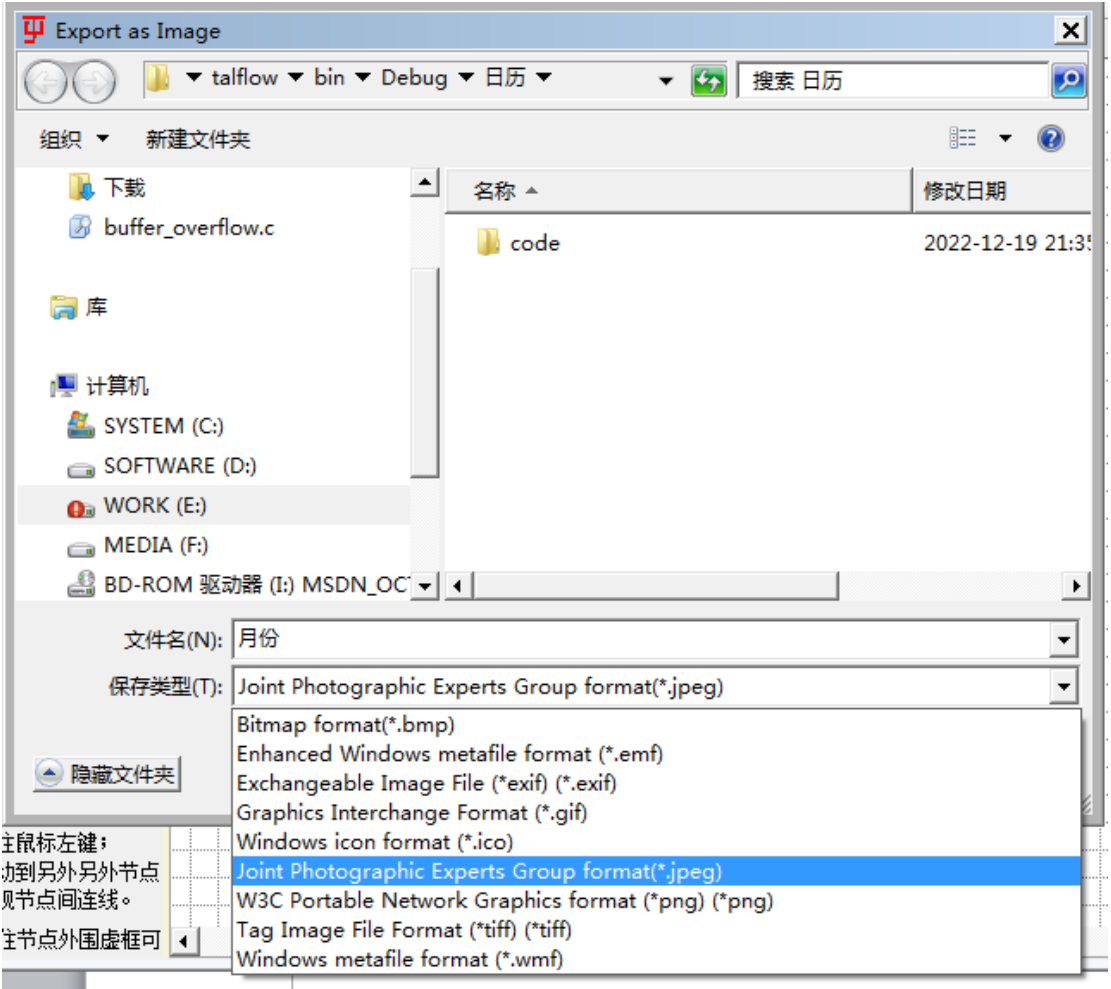 Export as Image
talflow bin Debug 日历
搜索 日历
组织 新建文件夹
下载
buffer_overflow.c
库
计算机
SYSTEM (C:)
SOFTWARE (D:)
WORK (E:)
MEDIA (F:)
BD-ROM 驱动器 (I:) MSDN_OC
名称 修改日期
code 2022-12-19 21:35
文件名(N): 月份
保存类型(T): Joint Photographic Experts Group format(*.jpeg)
Bitmap format(*.bmp)
Enhanced Windows metafile format (*.emf)
Exchangeable Image File (*exif) (*.exif)
Graphics Interchange Format (*.gif)
Windows icon format (*.ico)
Joint Photographic Experts Group format(*.jpeg)
W3C Portable Network Graphics format (*png) (*png)
Tag Image File Format (*tiff) (*tiff)
Windows metafile format (*.wmf)
隐藏文件夹
住鼠标左键；
动到另外另外节点
现节点间连线。
住节点外围虚框可